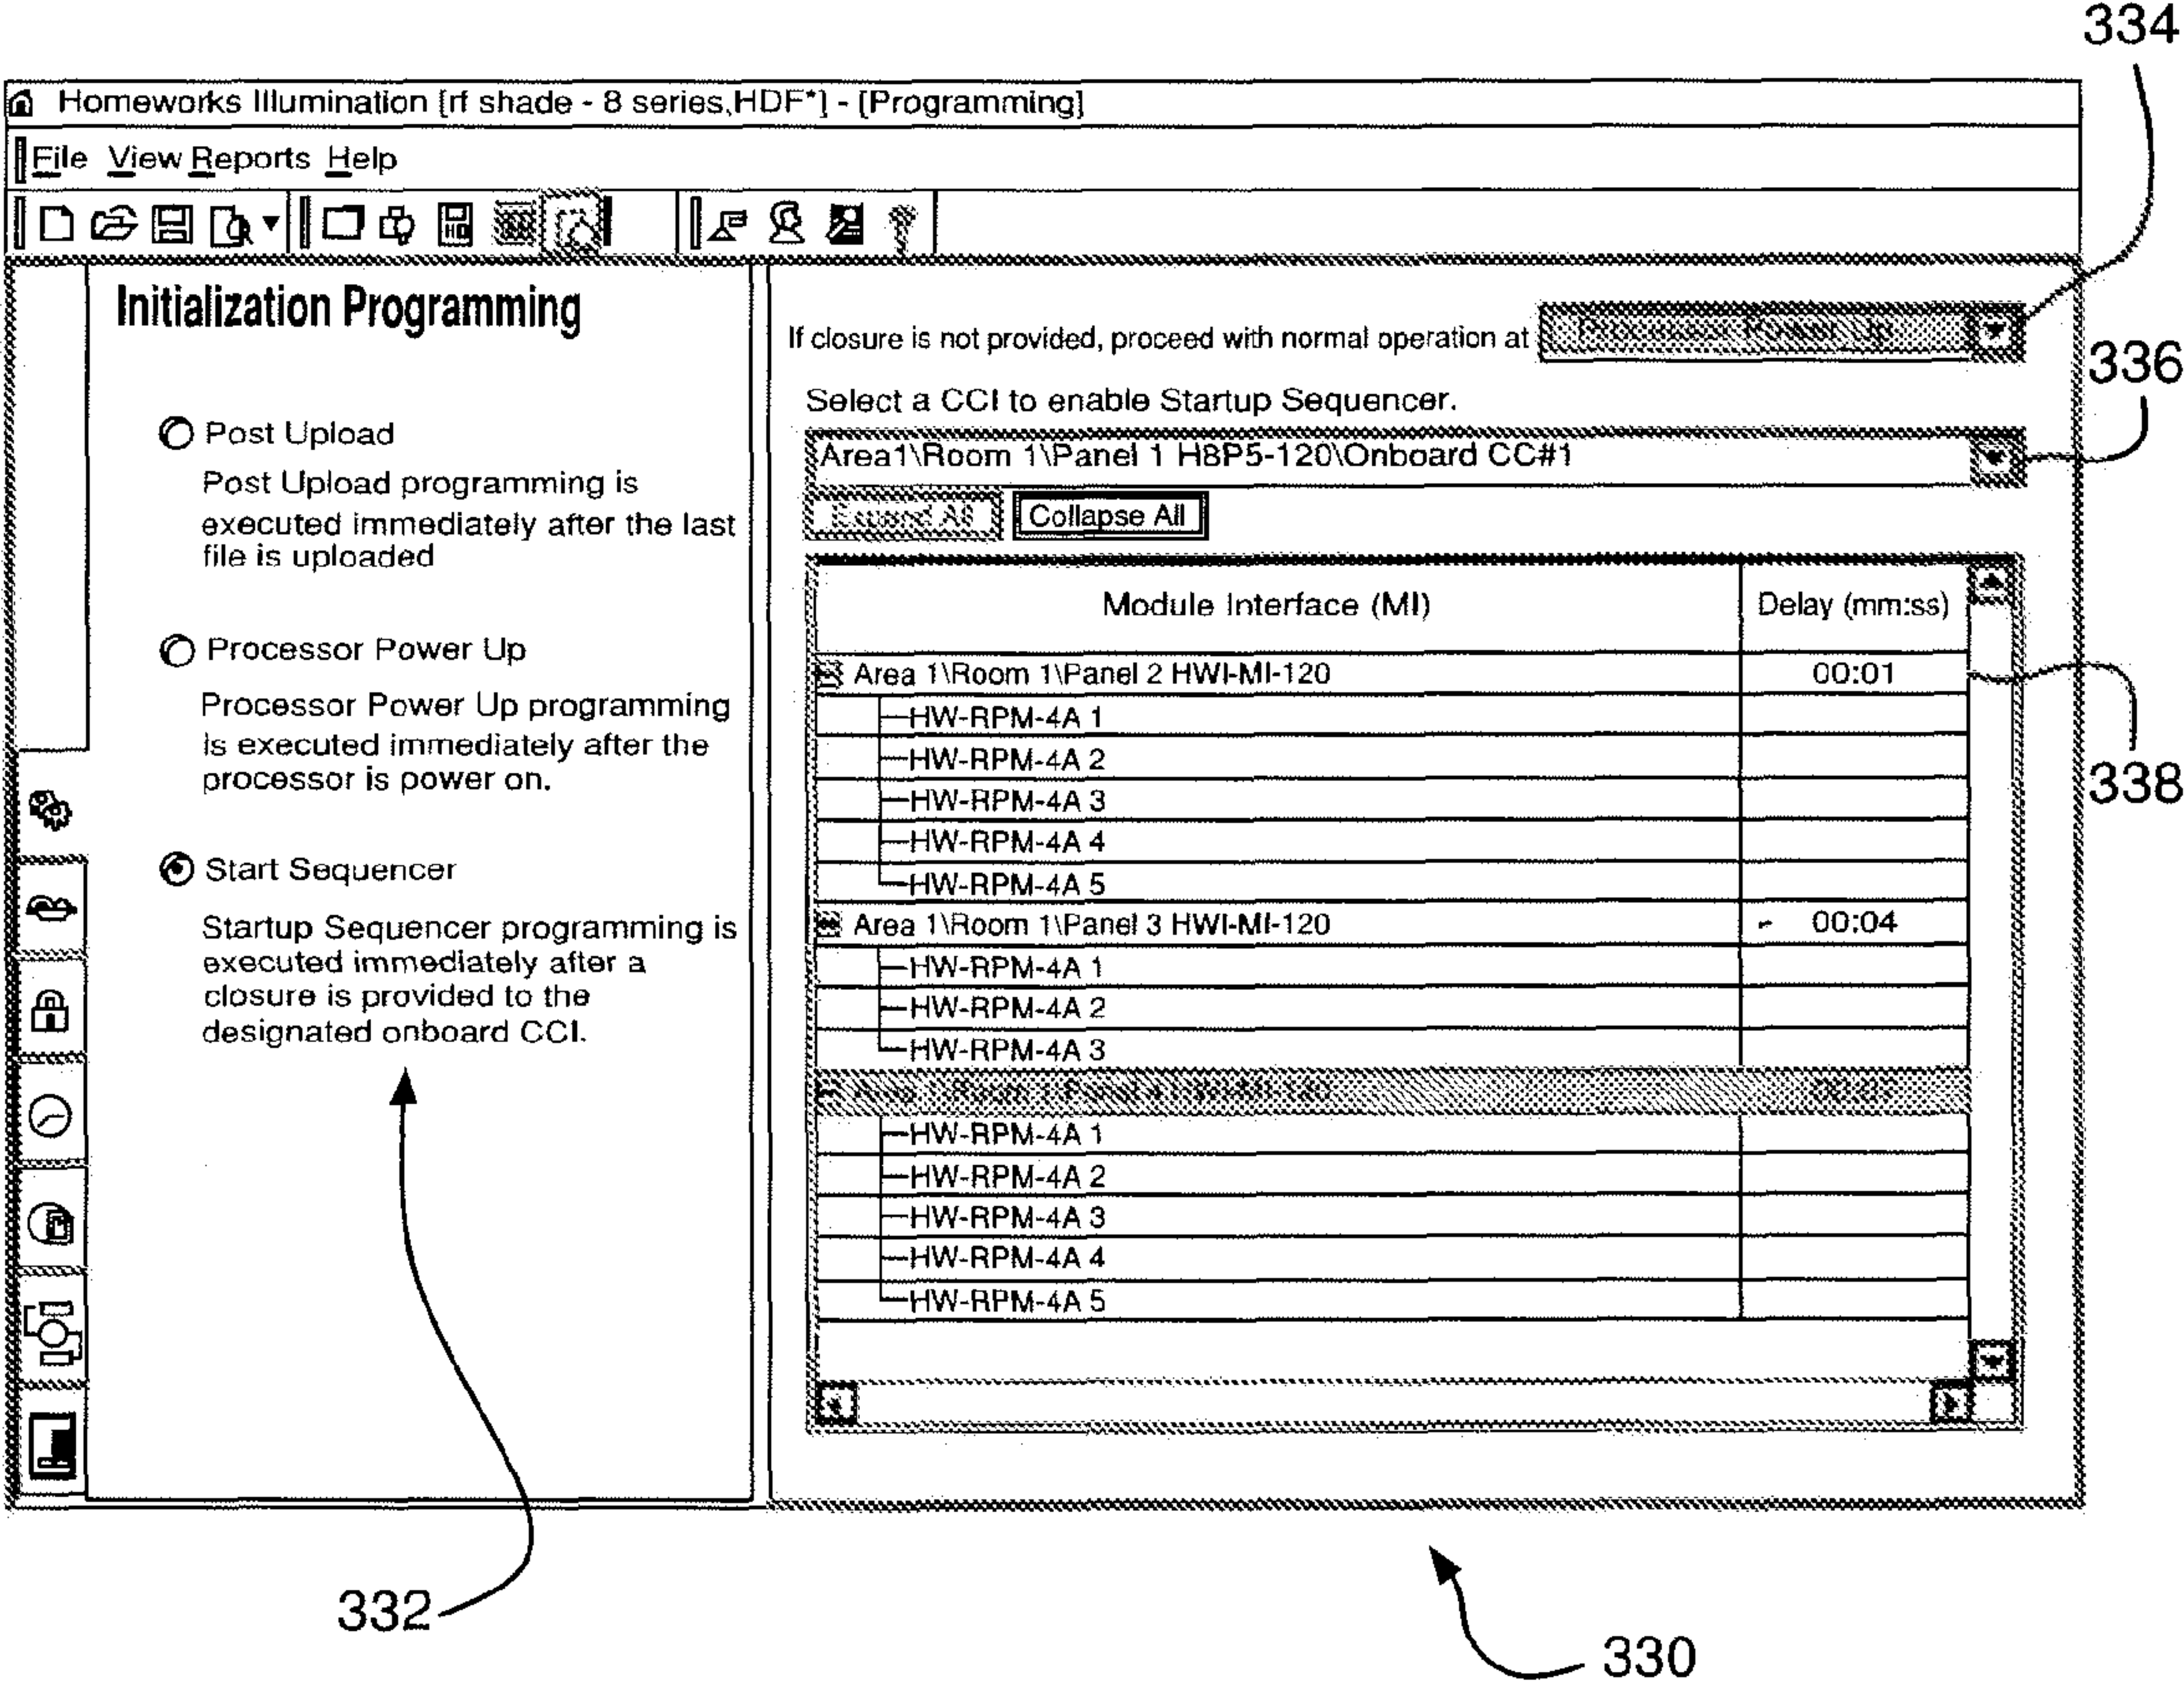 334
Homeworks Illumination [rf shade - 8 series,HDF*] - [Programming]
File View Reports Help
Initialization Programming
If closure is not provided, proceed with normal operation at Processor Power Up
336
Select a CCI to enable Startup Sequencer.
Post Upload
Area1\Room 1\Panel 1 H8P5-120\Onboard CC#1
Post Upload programming is
executed immediately after the last
file is uploaded
Expand All Collapse All
Module Interface (MI) Delay (mm:ss)
Processor Power Up
Processor Power Up programming
is executed immediately after the
processor is power on.
Area 1\Room 1\Panel 2 HWI-MI-120 00:01
HW-RPM-4A 1
HW-RPM-4A 2
HW-RPM-4A 3
HW-RPM-4A 4
HW-RPM-4A 5
338
Start Sequencer
Startup Sequencer programming is
executed immediately after a
closure is provided to the
designated onboard CCI.
Area 1\Room 1\Panel 3 HWI-MI-120 00:04
HW-RPM-4A 1
HW-RPM-4A 2
HW-RPM-4A 3
HW-RPM-4A 1
HW-RPM-4A 2
HW-RPM-4A 3
HW-RPM-4A 4
HW-RPM-4A 5
332
330